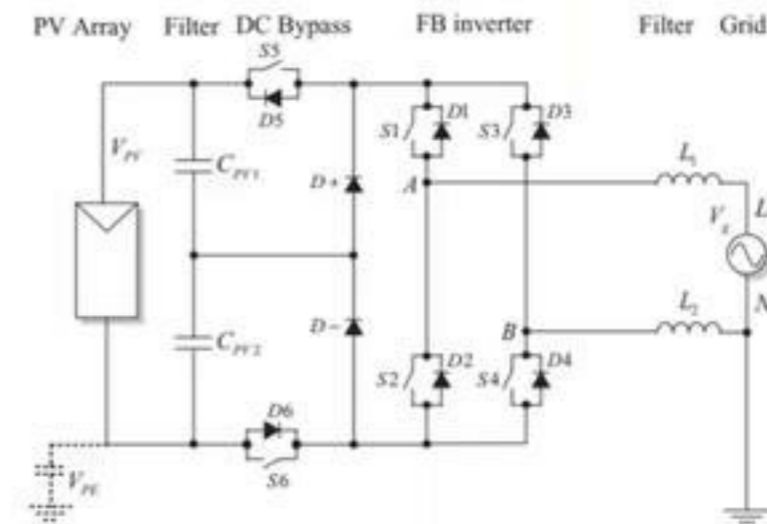 PV Array Filter DC Bypass FB inverter Filter Grid
S5
D5
V_PV
C_PV1
D+
S1
D1
S3
D3
A
L_1
V_g
L
L_2
N
B
C_PV2
D-
S2
D2
S4
D4
D6
S6
V_PE